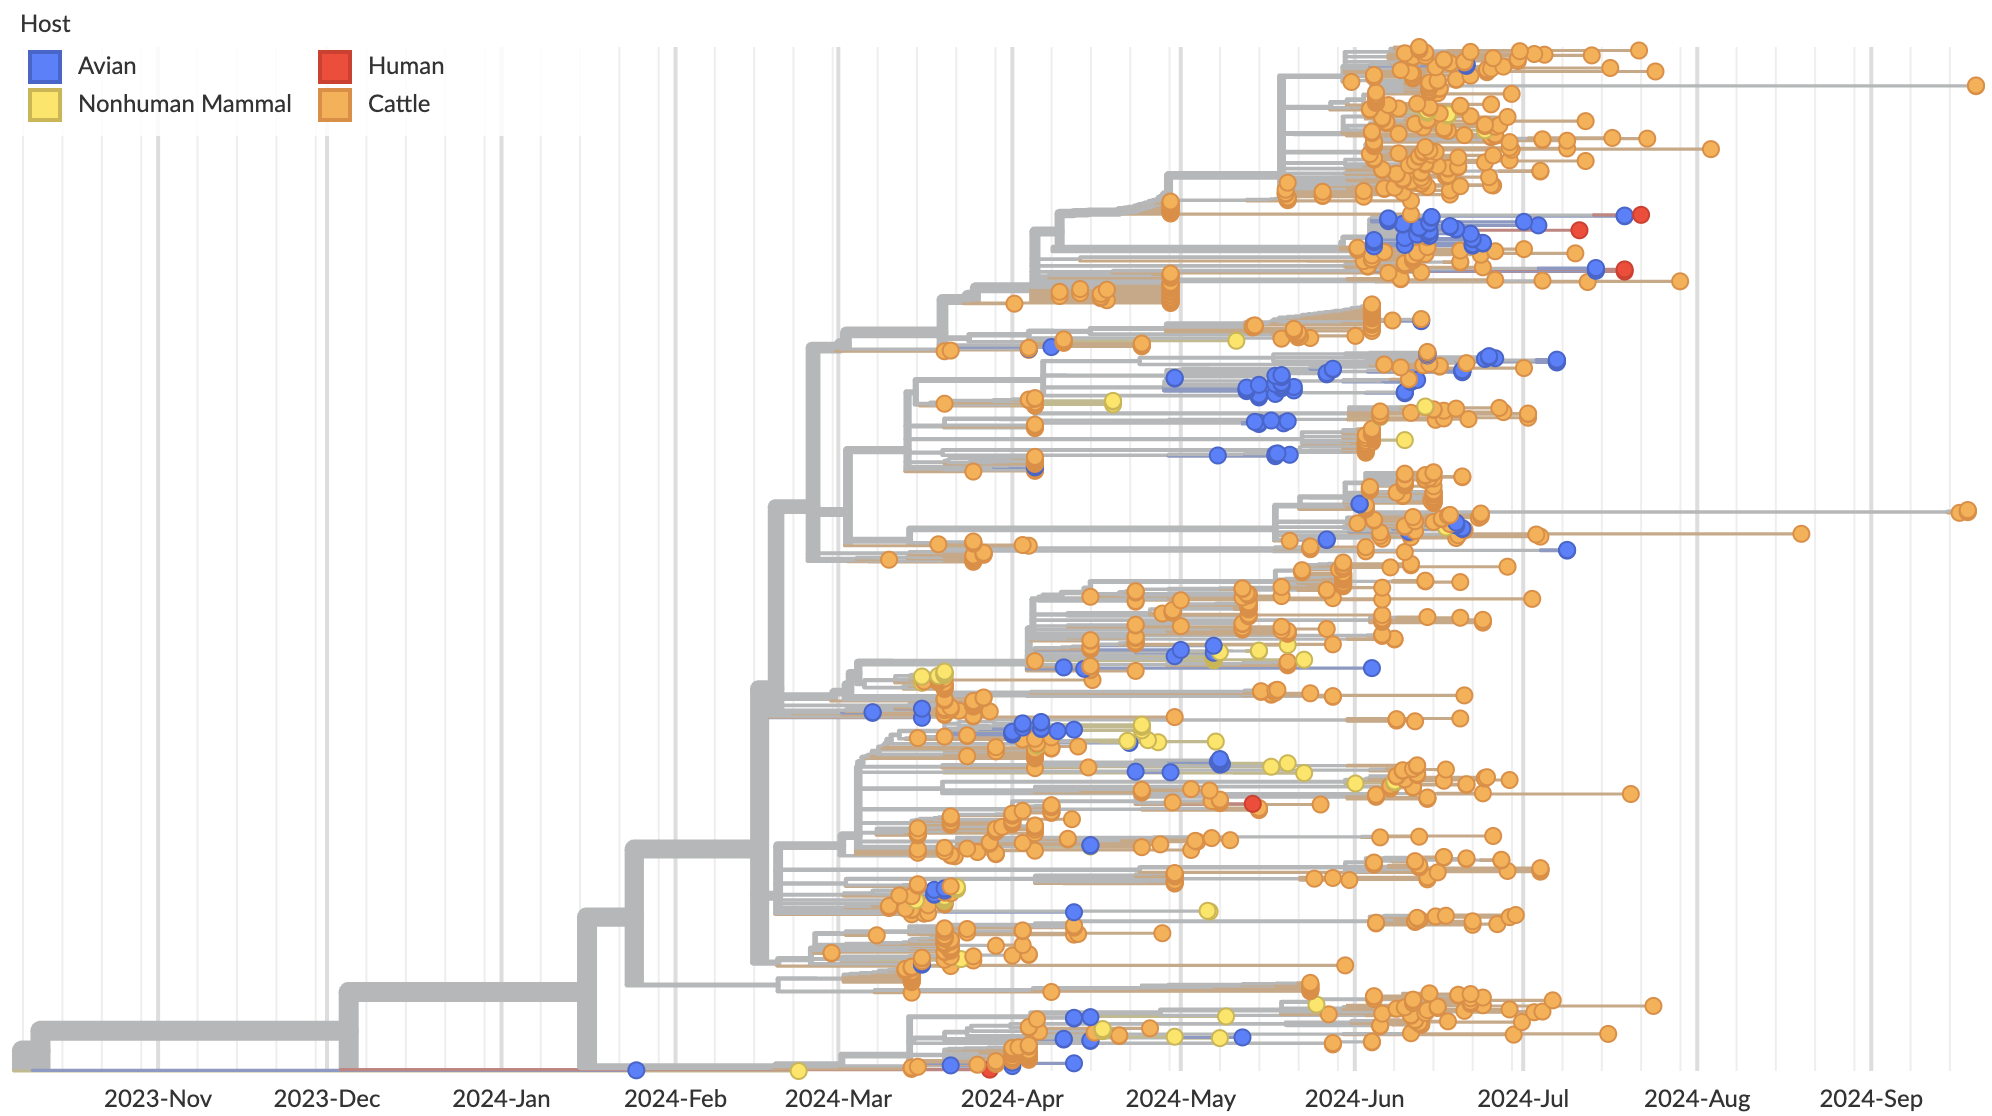 Host
Avian
Human
Nonhuman Mammal
Cattle
2023-Nov 2023-Dec 2024-Jan 2024-Feb 2024-Mar 2024-Apr 2024-May 2024-Jun 2024-Jul 2024-Aug 2024-Sep